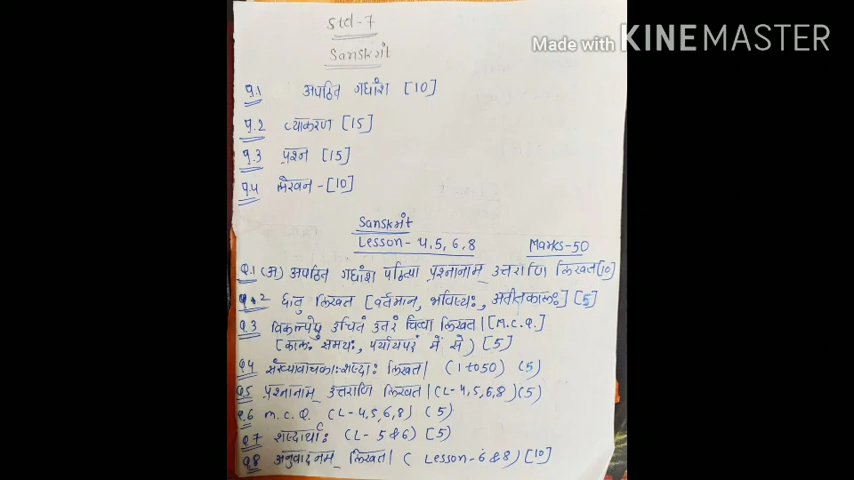 Made with KINEMASTER
Std-7
Sanskrit
Q.1 अपठित गधांश [10]
Q.2 व्याकरण [15]
Q.3 प्रश्न [15]
Q.4 लेखन - [10]
Sanskrit
Lesson - 4, 5, 6, 8 Marks-50
Q.1 (अ) अपठित गधांश पठित्वा प्रश्नानाम् उत्तराणि लिखत [10]
Q.2 धातु लिखत [वर्तमान, भविष्यः, अतीतकालः] [5]
Q.3 विकल्पेषु उचितं उतरं चित्वा लिखत। [M.C.Q.]
[कालः समयः, पर्यायपदं में से) [5]
Q.4 संख्यावाचकाः शब्दाः लिखत। (1 to 50) (5)
Q.5 प्रश्नानाम् उत्तराणि लिखत। (L-4,5,6,8) (5)
Q.6 M.C.Q. (L-4,5,6,8) (5)
Q.7 शब्दार्थाः (L- 5 & 6) [5]
Q.8 अनुवादनम् लिखत। ( Lesson-6 & 8) [10]